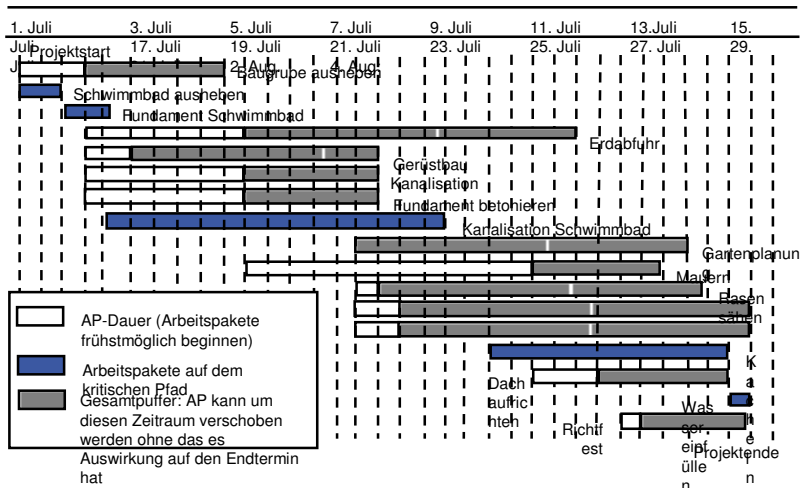 1. Juli 3. Juli 5. Juli 7. Juli 9. Juli 11. Juli 13.Juli 15.
Juli 17. Juli 19. Juli 21. Juli 23. Juli 25. Juli 27. Juli 29.
2. Aug.
Projektstart
Baugrube ausheben
Schwimmbad ausheben
Fundament Schwimmbad
Erdabfuhr
Gerüstbau
Kanalisation
Fundament betonieren
Kanalisation Schwimmbad
Gartenplanun
g
Mauern
Rasen
sähen
Dach
aufric
hten
Richtf
est
Was
ser
einf
ülle
n
K
a
c
h
e
l
n
Projektende
AP-Dauer (Arbeitspakete
frühstmöglich beginnen)
Arbeitspakete auf dem
kritischen Pfad
Gesamtpuffer: AP kann um
diesen Zeitraum verschoben
werden ohne das es
Auswirkung auf den Endtermin
hat